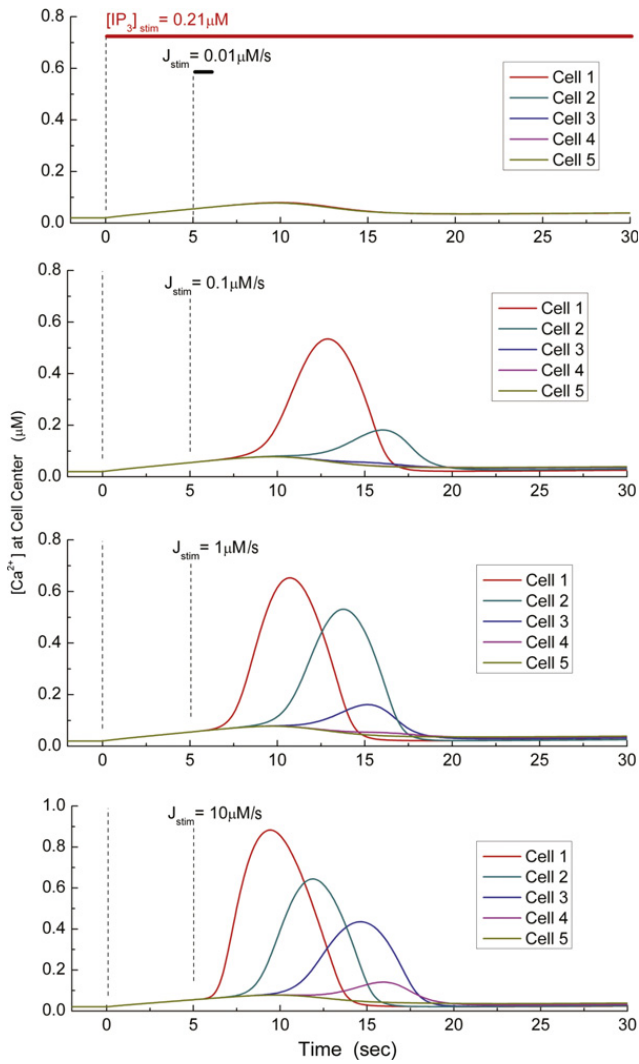 [IP3]stim= 0.21μM
Jstim= 0.01μM/s
Cell 1
Cell 2
Cell 3
Cell 4
Cell 5
0.8
0.6
0.4
0.2
0.0
0 5 10 15 20 25 30
Jstim= 0.1μM/s
Cell 1
Cell 2
Cell 3
Cell 4
Cell 5
0.8
0.6
0.4
0.2
0.0
0 5 10 15 20 25 30
[Ca2+] at Cell Center (μM)
Jstim= 1μM/s
Cell 1
Cell 2
Cell 3
Cell 4
Cell 5
0.8
0.6
0.4
0.2
0.0
0 5 10 15 20 25 30
Jstim= 10μM/s
Cell 1
Cell 2
Cell 3
Cell 4
Cell 5
1.0
0.8
0.6
0.4
0.2
0.0
0 5 10 15 20 25 30
Time (sec)